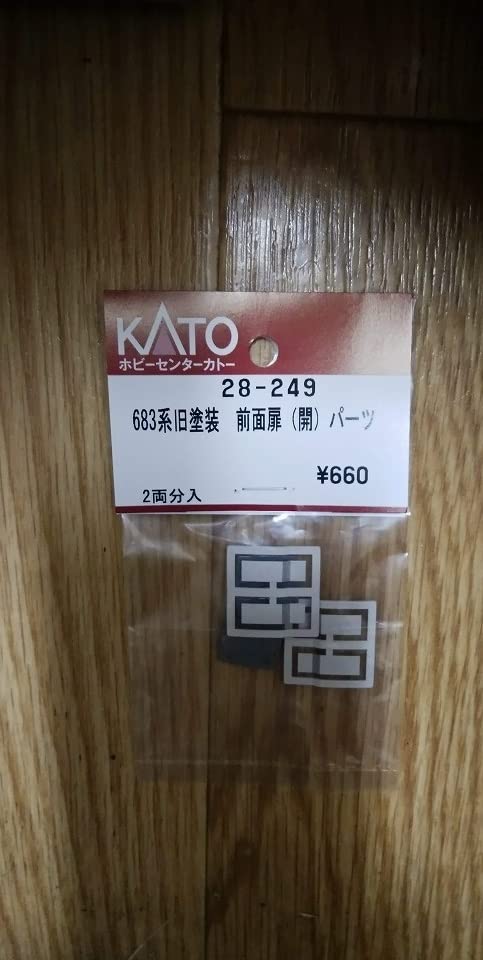 KATO
ホビーセンターカトー
28-249
683系旧塗装 前面扉(開)パーツ
¥660
2両分入